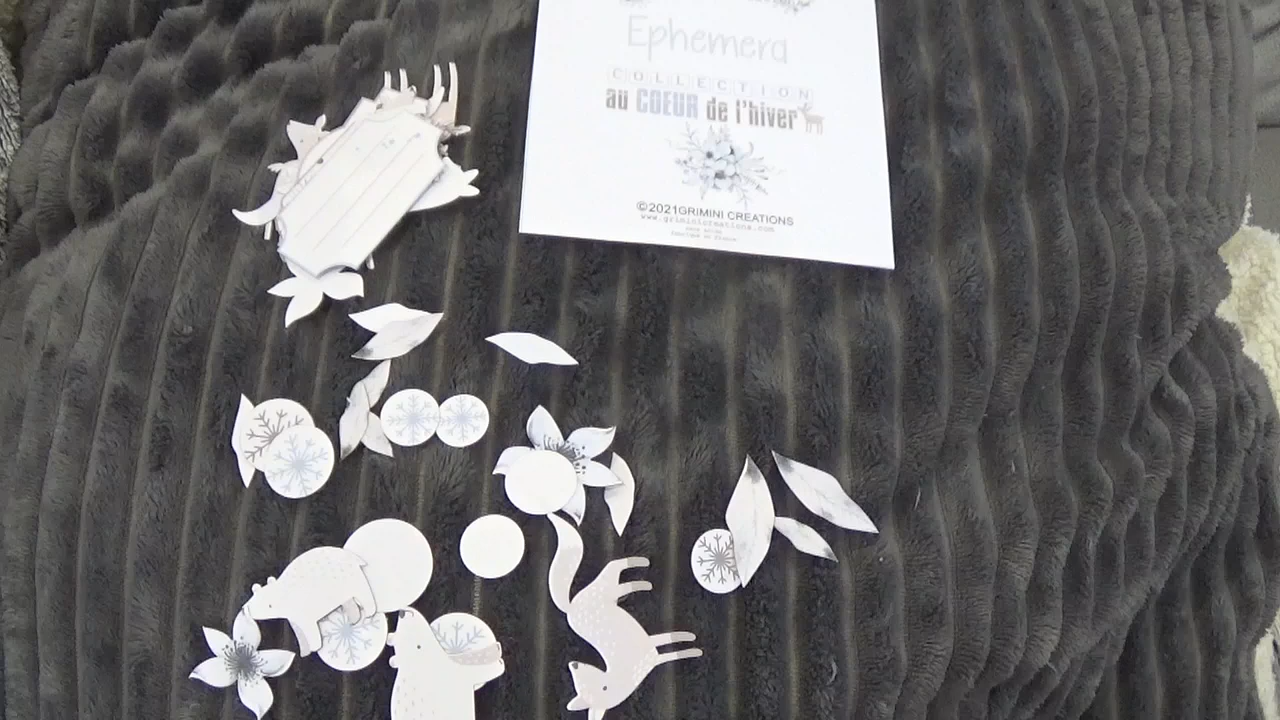 Ephemera
COLLECTION
au COEUR de l'hiver
©2021GRIMINI CREATIONS
www.griminicreations.com